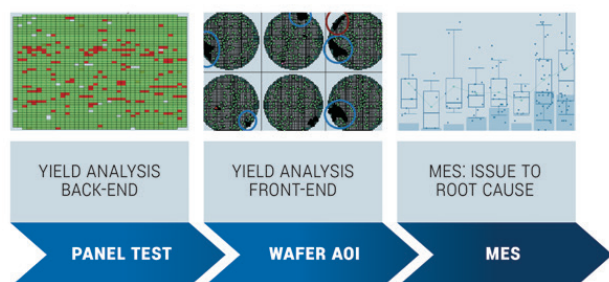 YIELD ANALYSIS
BACK-END
YIELD ANALYSIS
FRONT-END
MES: ISSUE TO
ROOT CAUSE
PANEL TEST
WAFER AOI
MES